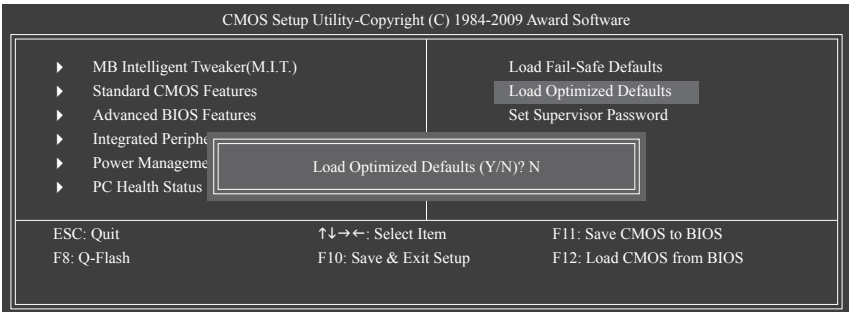 CMOS Setup Utility-Copyright (C) 1984-2009 Award Software
MB Intelligent Tweaker(M.I.T.)
Standard CMOS Features
Advanced BIOS Features
Integrated Periphe
Power Manageme
PC Health Status
Load Fail-Safe Defaults
Load Optimized Defaults
Set Supervisor Password
Load Optimized Defaults (Y/N)? N
ESC: Quit
↑↓→←: Select Item
F11: Save CMOS to BIOS
F8: Q-Flash
F10: Save & Exit Setup
F12: Load CMOS from BIOS